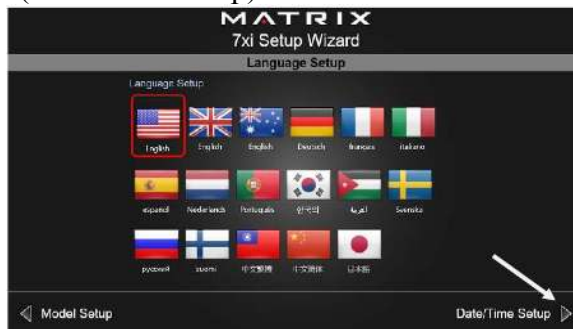 MATRIX
7xi Setup Wizard
Language Setup
Language Setup
English English English Deutsch français italiano
español Nederlands Português 한국어 العربية Svenska
русский suomi 中文繁體 中文简体 日本語
Model Setup Date/Time Setup